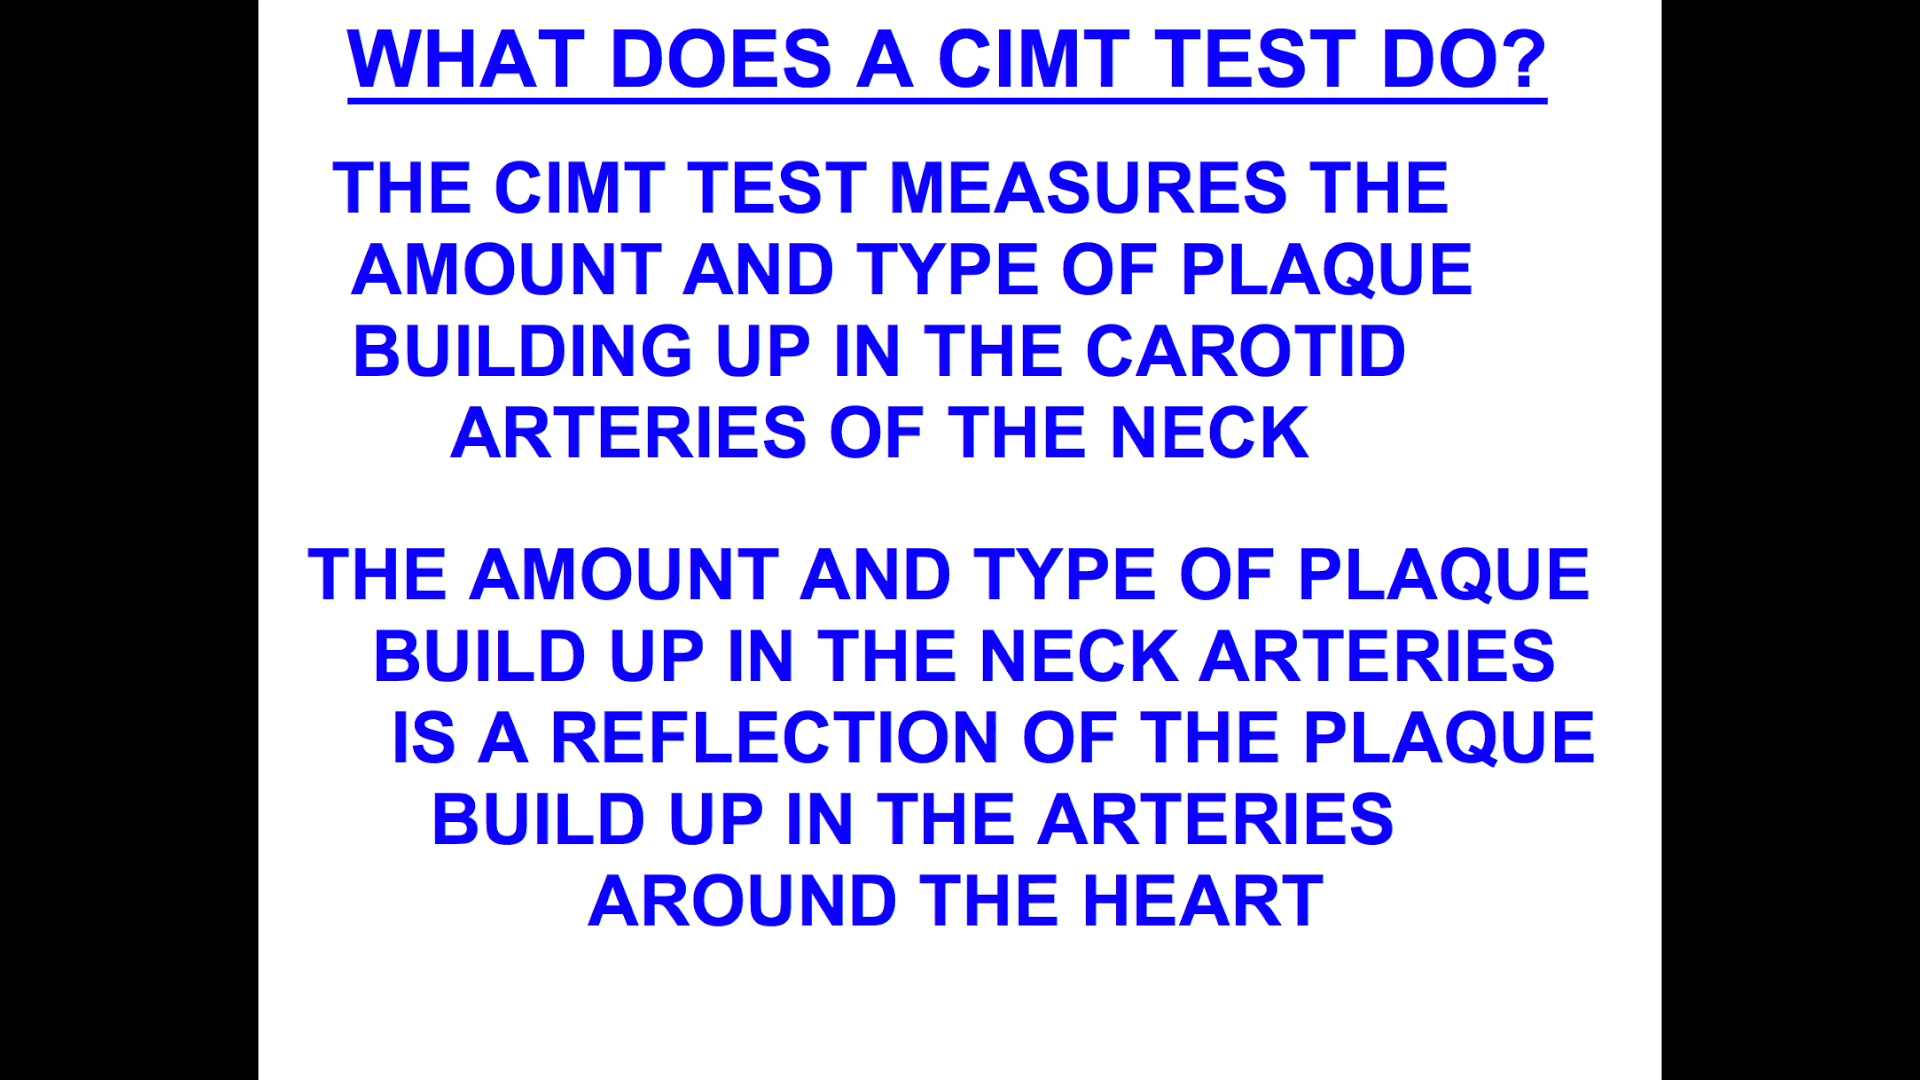 WHAT DOES A CIMT TEST DO?
THE CIMT TEST MEASURES THE
AMOUNT AND TYPE OF PLAQUE
BUILDING UP IN THE CAROTID
ARTERIES OF THE NECK
THE AMOUNT AND TYPE OF PLAQUE
BUILD UP IN THE NECK ARTERIES
IS A REFLECTION OF THE PLAQUE
BUILD UP IN THE ARTERIES
AROUND THE HEART